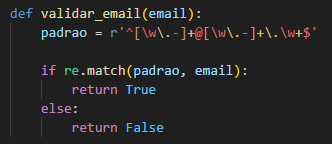 def validar_email(email):
    padrao = r'^[\w\.-]+@[\w\.-]+\.\w+$'
    if re.match(padrao, email):
        return True
    else:
        return False